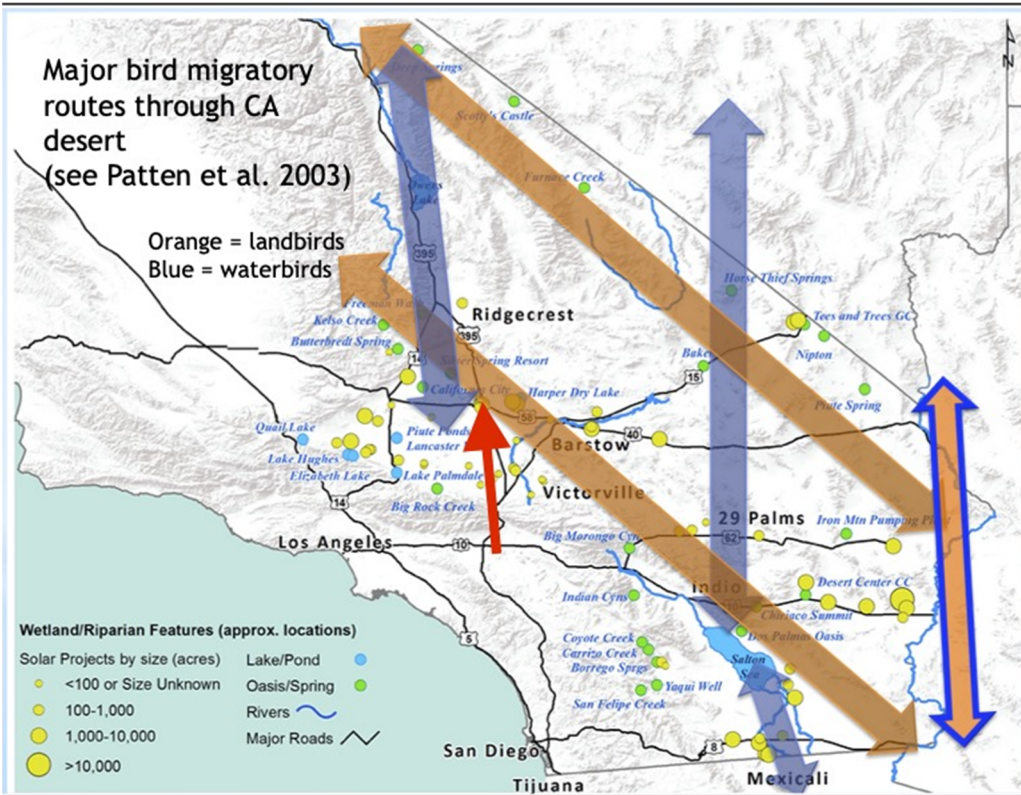 Major bird migratory
routes through CA
desert
(see Patten et al. 2003)
Orange = landbirds
Blue = waterbirds
N
Deep Springs
Scotty's Castle
Furnace Creek
Owens
Lake
395
Horse Thief Springs
Freeman Wash
Kelso Creek
Ridgecrest
395
Tees and Trees GC
Butterbredt Spring
14
Silver Spring Resort
Baker
Nipton
15
California City
Harper Dry Lake
Piute Spring
58
Quail Lake
Piute Ponds
Barstow
40
Lake Hughes
Lancaster
Elizabeth Lake
Lake Palmdale
14
Big Rock Creek
Victorville
29 Palms
Iron Mtn Pumping Plant
Los Angeles
10
Big Morongo Cyn
62
Indio
Desert Center CC
Indian Cyns
10
Chiriaco Summit
5
Coyote Creek
Dos Palmas Oasis
Carrizo Creek
Salton
Sea
Borrego Sprgs
Yaqui Well
San Felipe Creek
Wetland/Riparian Features (approx. locations)
Solar Projects by size (acres)
Lake/Pond
<100 or Size Unknown
Oasis/Spring
100-1,000
Rivers
1,000-10,000
Major Roads
>10,000
San Diego
8
Tijuana
Mexicali